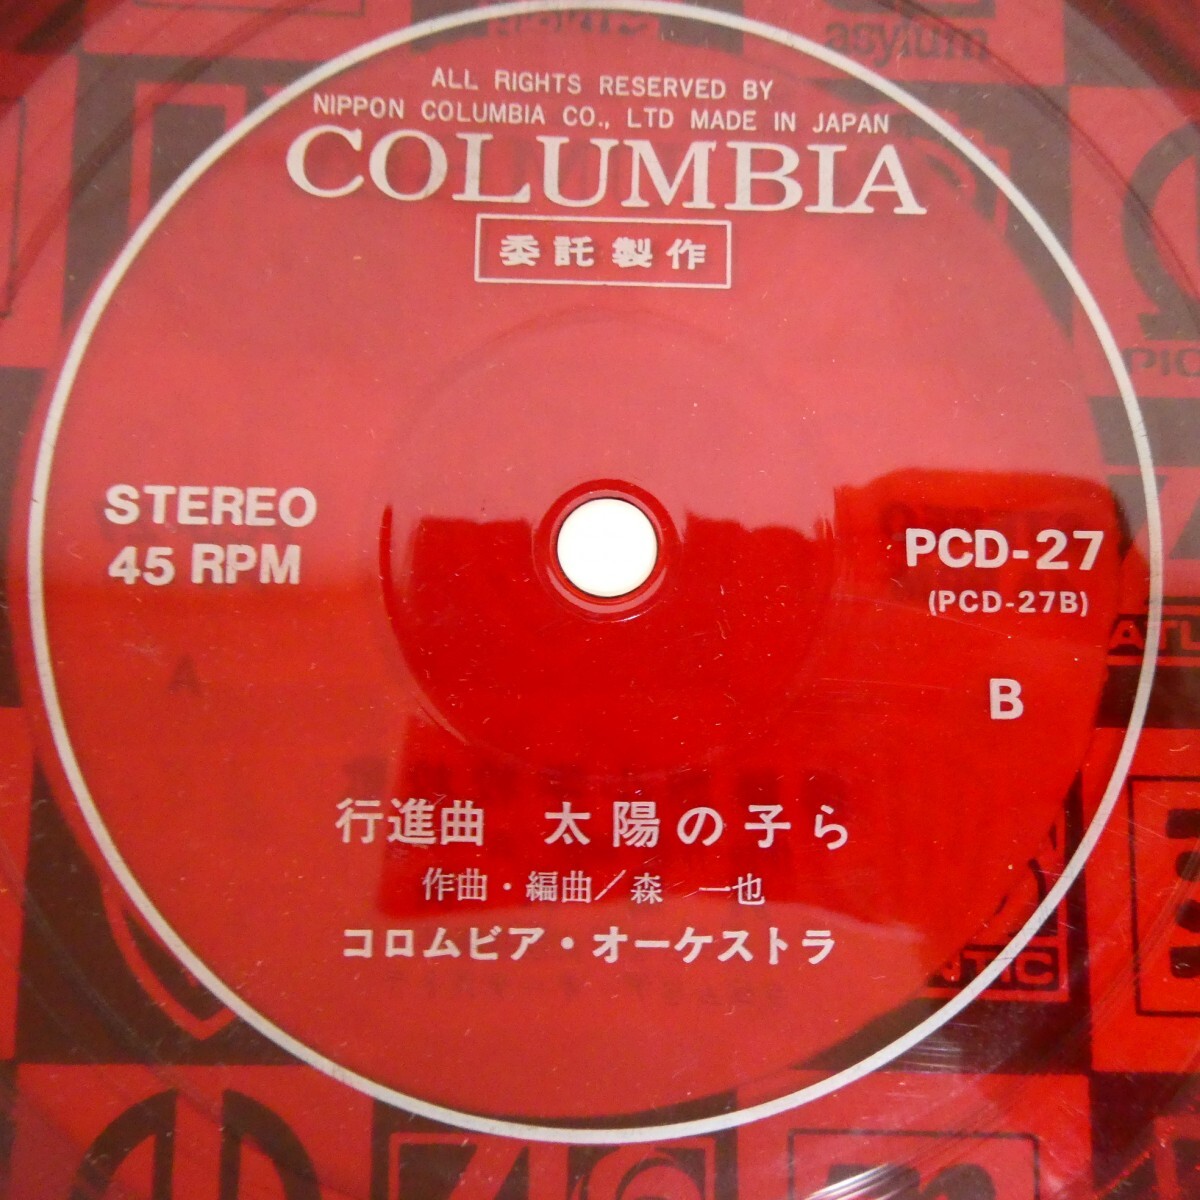 asylum
ALL RIGHTS RESERVED BY
NIPPON COLUMBIA CO., LTD MADE IN JAPAN
COLUMBIA
委託製作
STEREO
45 RPM
PCD-27
(PCD-27B)
B
A
行進曲 太陽の子ら
作曲・編曲/森 一也
コロムビア・オーケストラ